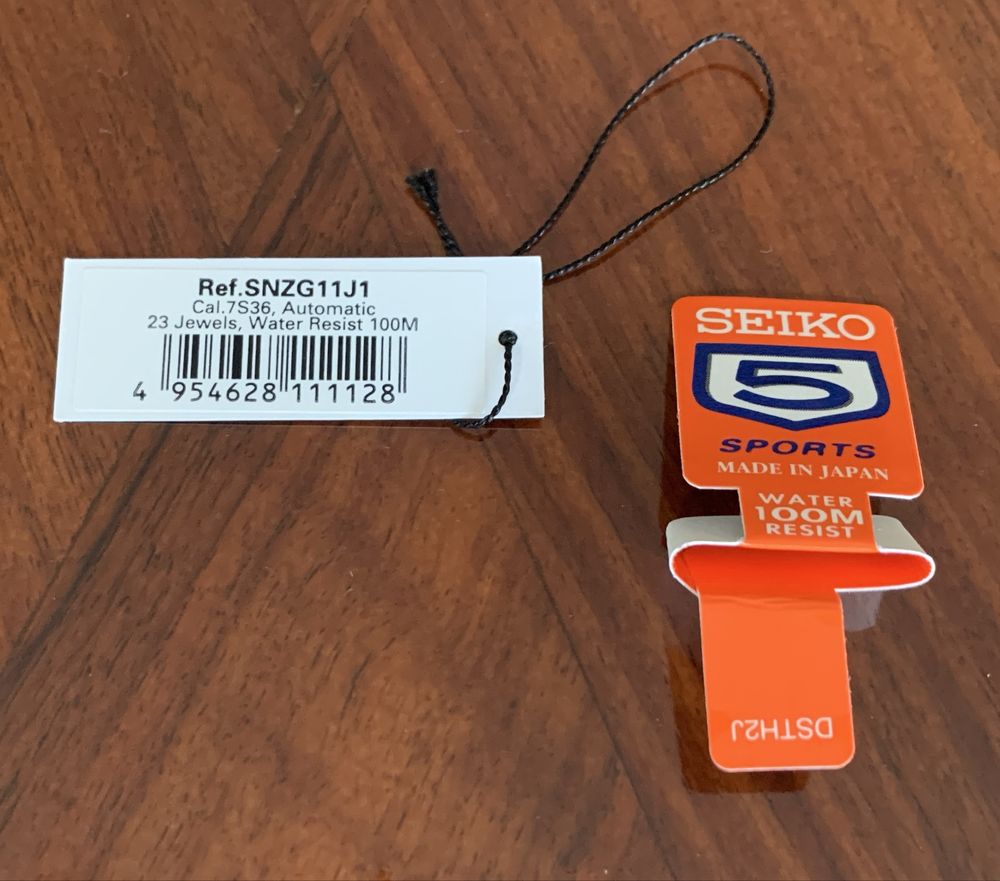 Ref.SNZG11J1
Cal.7S36, Automatic
23 Jewels, Water Resist 100M
4 954628 111128
SEIKO
5
SPORTS
MADE IN JAPAN
WATER
100M
RESIST
DSTH2J